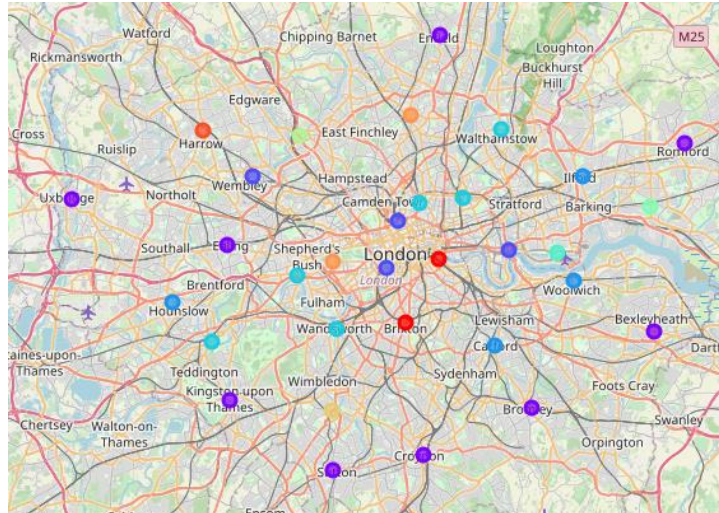 Watford
Chipping Barnet
Enfield
Loughton
M25
Rickmansworth
Buckhurst
Hill
Edgware
Cross
Harrow
East Finchley
Walthamstow
Ruislip
Romford
Wembley
Hampstead
Ilford
Uxbridge
Northolt
Camden Town
Stratford
Barking
Southall
Ealing
Shepherd's
Bush
London
Brentford
London
Woolwich
Hounslow
Fulham
Wandsworth
Brixton
Lewisham
Bexleyheath
Catford
Teddington
Sydenham
Wimbledon
Foots Cray
Kingston upon
Thames
Bromley
Chertsey
Walton-on-
Thames
Swanley
Orpington
Croydon
Sutton